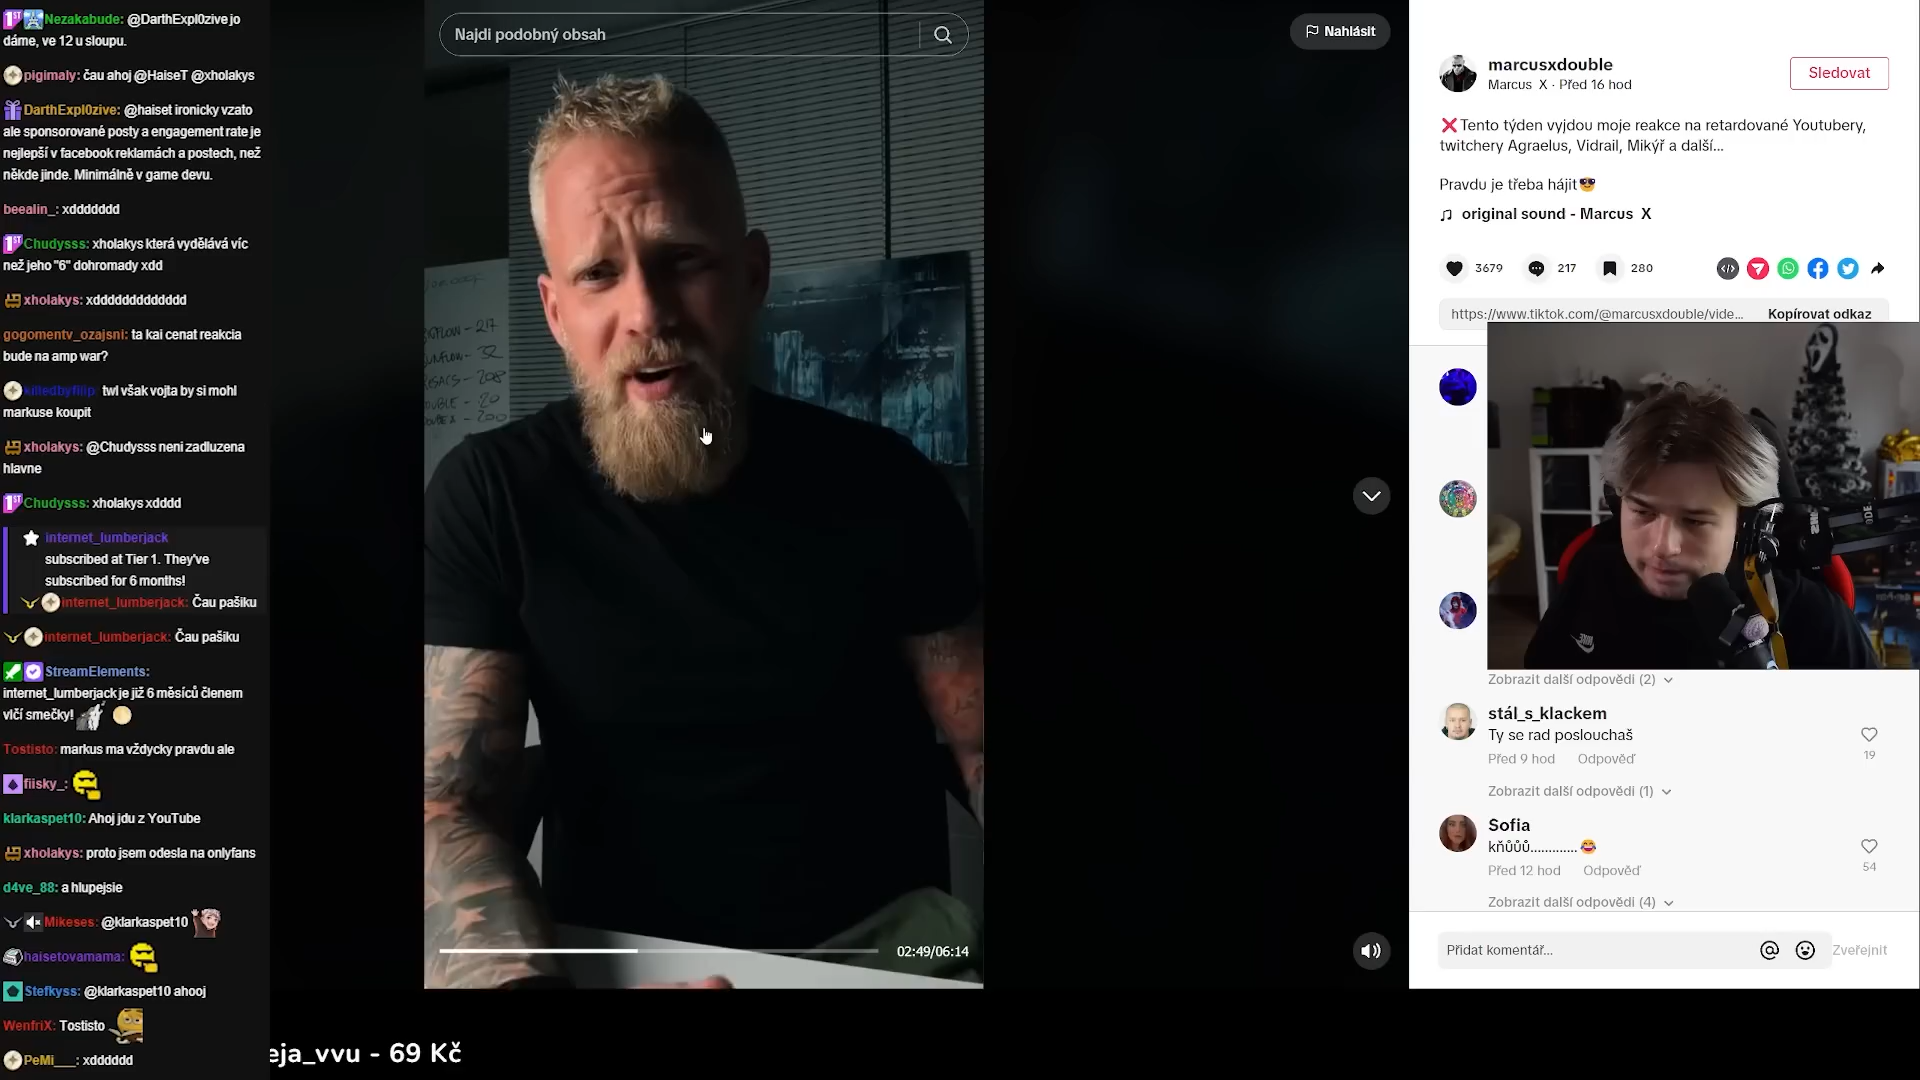 Nezakabude: @DarthExpl0zive jo
dáme, ve 12 u sloupu.
pigimaly: čau ahoj @HaiseT @xholakys
DarthExpl0zive: @haiset ironicky vzato
ale sponsorované posty a engagement rate je
nejlepší v facebook reklamách a postech, než
někde jinde. Minimálně v game devu.
beealin_: xddddddd
Chudysss: xholakys která vydělává víc
než jeho "6" dohromady xdd
xholakys: xddddddddddddd
gogomentv_ozajsni: ta kai cenat reakcia
bude na amp war?
killedbyfiiip: twl však vojta by si mohl
markuse koupit
xholakys: @Chudysss neni zadluzena
hlavne
Chudysss: xholakys xdddd
internet_lumberjack
subscribed at Tier 1. They've
subscribed for 6 months!
internet_lumberjack: Čau pašiku
internet_lumberjack: Čau pašiku
StreamElements:
internet_lumberjack je již 6 měsíců členem
vlčí smečky!
Tostisto: markus ma vždycky pravdu ale
fiisky_:
klarkaspet10: Ahoj jdu z YouTube
xholakys: proto jsem odesla na onlyfans
d4ve_88: a hlupejsie
Mikeses: @klarkaspet10
haisetovamama:
Stefkyss: @klarkaspet10 ahooj
WenfriX: Tostisto
PeMi___: xdddddd
Najdi podobný obsah
Nahlásit
02:49/06:14
eja_vvu - 69 Kč
marcusxdouble
Marcus X · Před 16 hod
Sledovat
❌Tento týden vyjdou moje reakce na retardované Youtubery,
twitchery Agraelus, Vidrail, Mikýř a další...
Pravdu je třeba hájit😎
♫ original sound - Marcus X
3679 217 280
https://www.tiktok.com/@marcusxdouble/vide... Kopírovat odkaz
Zobrazit další odpovědi (2)
stál_s_klackem
Ty se rad posloucháš
19
Před 9 hod Odpověď
Zobrazit další odpovědi (1)
Sofia
kňůůů............. 😂
54
Před 12 hod Odpověď
Zobrazit další odpovědi (4)
Přidat komentář...
Zveřejnit